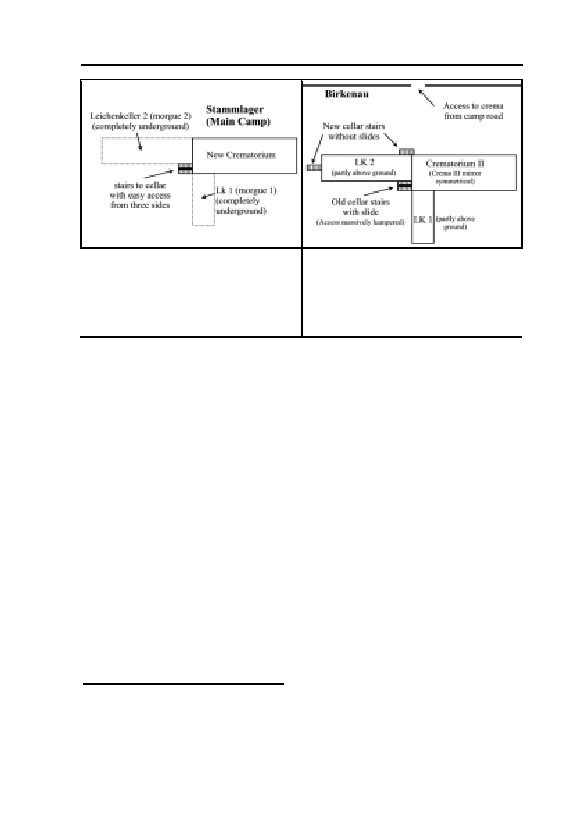 Leichenkeller 2 (morgue 2)
(completely underground)
Stammlager
(Main Camp)
New Crematorium
stairs to cellar
with easy access
from three sides
Lk 1 (morgue 1)
(completely
underground)
Birkenau
Access to crema
from camp road
New cellar stairs
without slides
LK 2
(partly above ground)
Crematorium II
(Crema III mirror
symmetrical)
Old cellar stairs
with slide
(Access massively hampered)
LK 1 (partly above
ground)